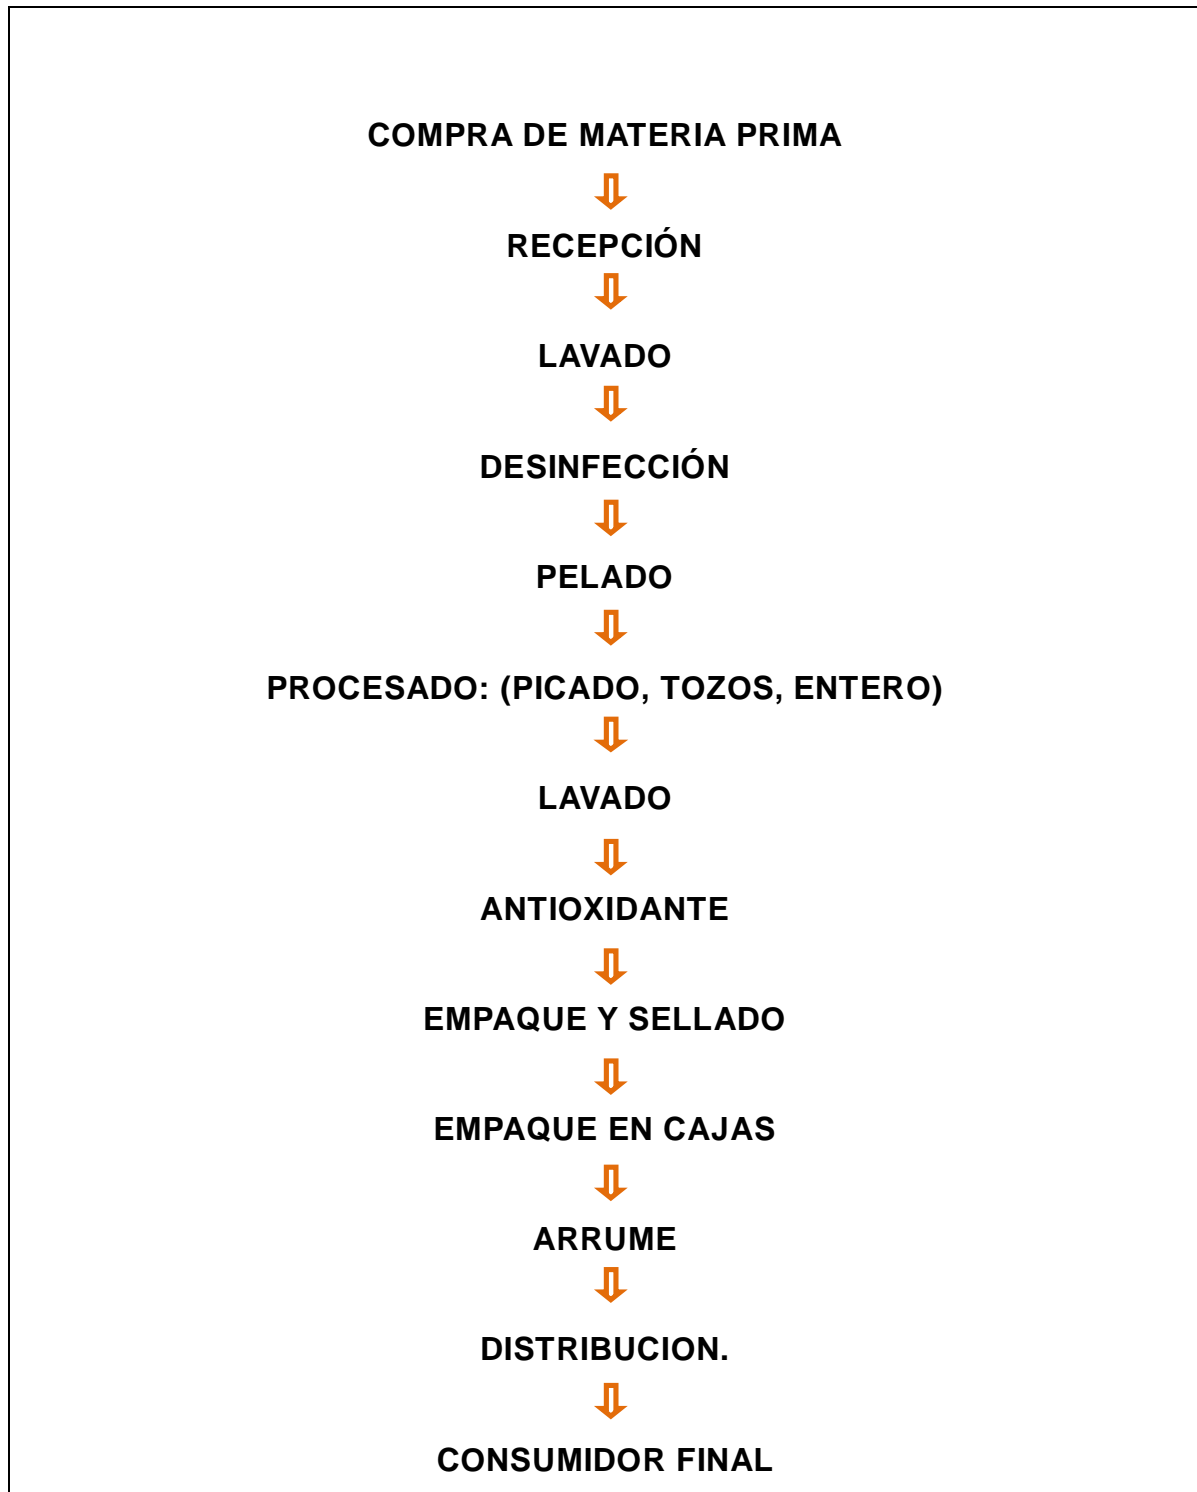 COMPRA DE MATERIA PRIMA
RECEPCIÓN
LAVADO
DESINFECCIÓN
PELADO
PROCESADO: (PICADO, TOZOS, ENTERO)
LAVADO
ANTIOXIDANTE
EMPAQUE Y SELLADO
EMPAQUE EN CAJAS
ARRUME
DISTRIBUCION.
CONSUMIDOR FINAL